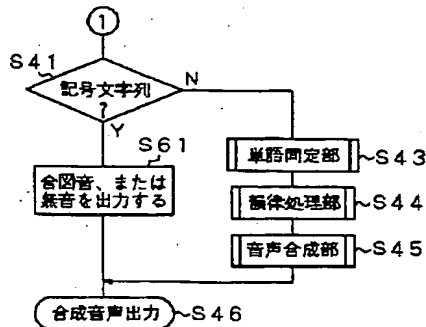 1
S41
記号文字列
?
N
Y
S61
合図音、または
無音を出力する
単語同定部
S43
韻律処理部
S44
音声合成部
S45
合成音声出力
S46